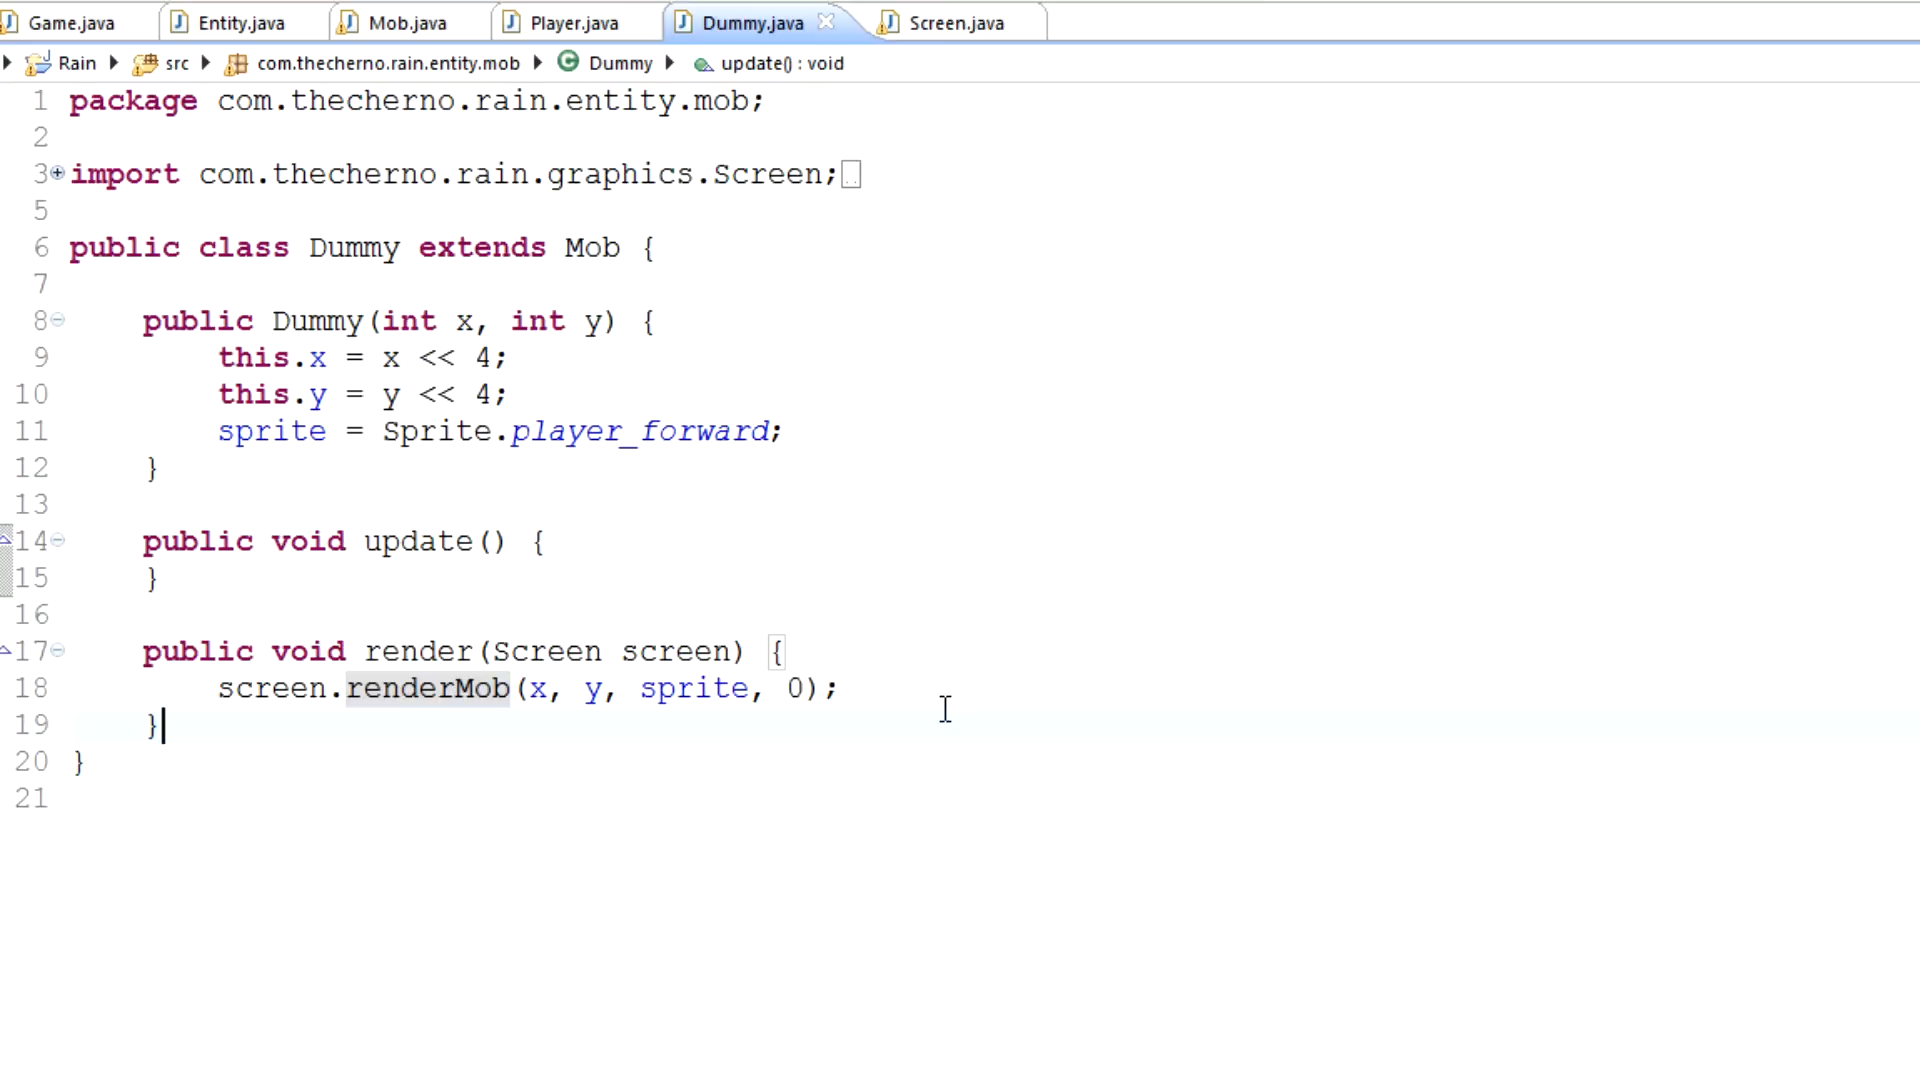 Game.java Entity.java Mob.java Player.java Dummy.java Screen.java
Rain src com.thecherno.rain.entity.mob Dummy update() : void
1 package com.thecherno.rain.entity.mob;
2
3 import com.thecherno.rain.graphics.Screen;
5
6 public class Dummy extends Mob {
7
8 public Dummy(int x, int y) {
9 this.x = x << 4;
10 this.y = y << 4;
11 sprite = Sprite.player_forward;
12 }
13
14 public void update() {
15 }
16
17 public void render(Screen screen) {
18 screen.renderMob(x, y, sprite, 0);
19 }
20 }
21